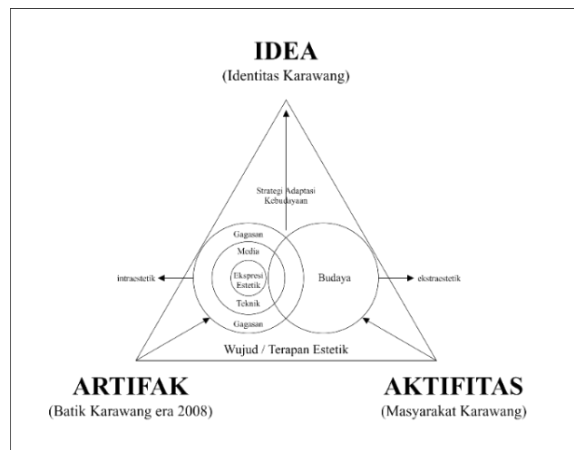 IDEA
(Identitas Karawang)
Strategi Adaptasi
Kebudayaan
Gagasan
Media
intraestetik
Ekspresi
Estetik
Budaya
ekstraestetik
Teknik
Gagasan
Wujud / Terapan Estetik
ARTIFAK
(Batik Karawang era 2008)
AKTIFITAS
(Masyarakat Karawang)